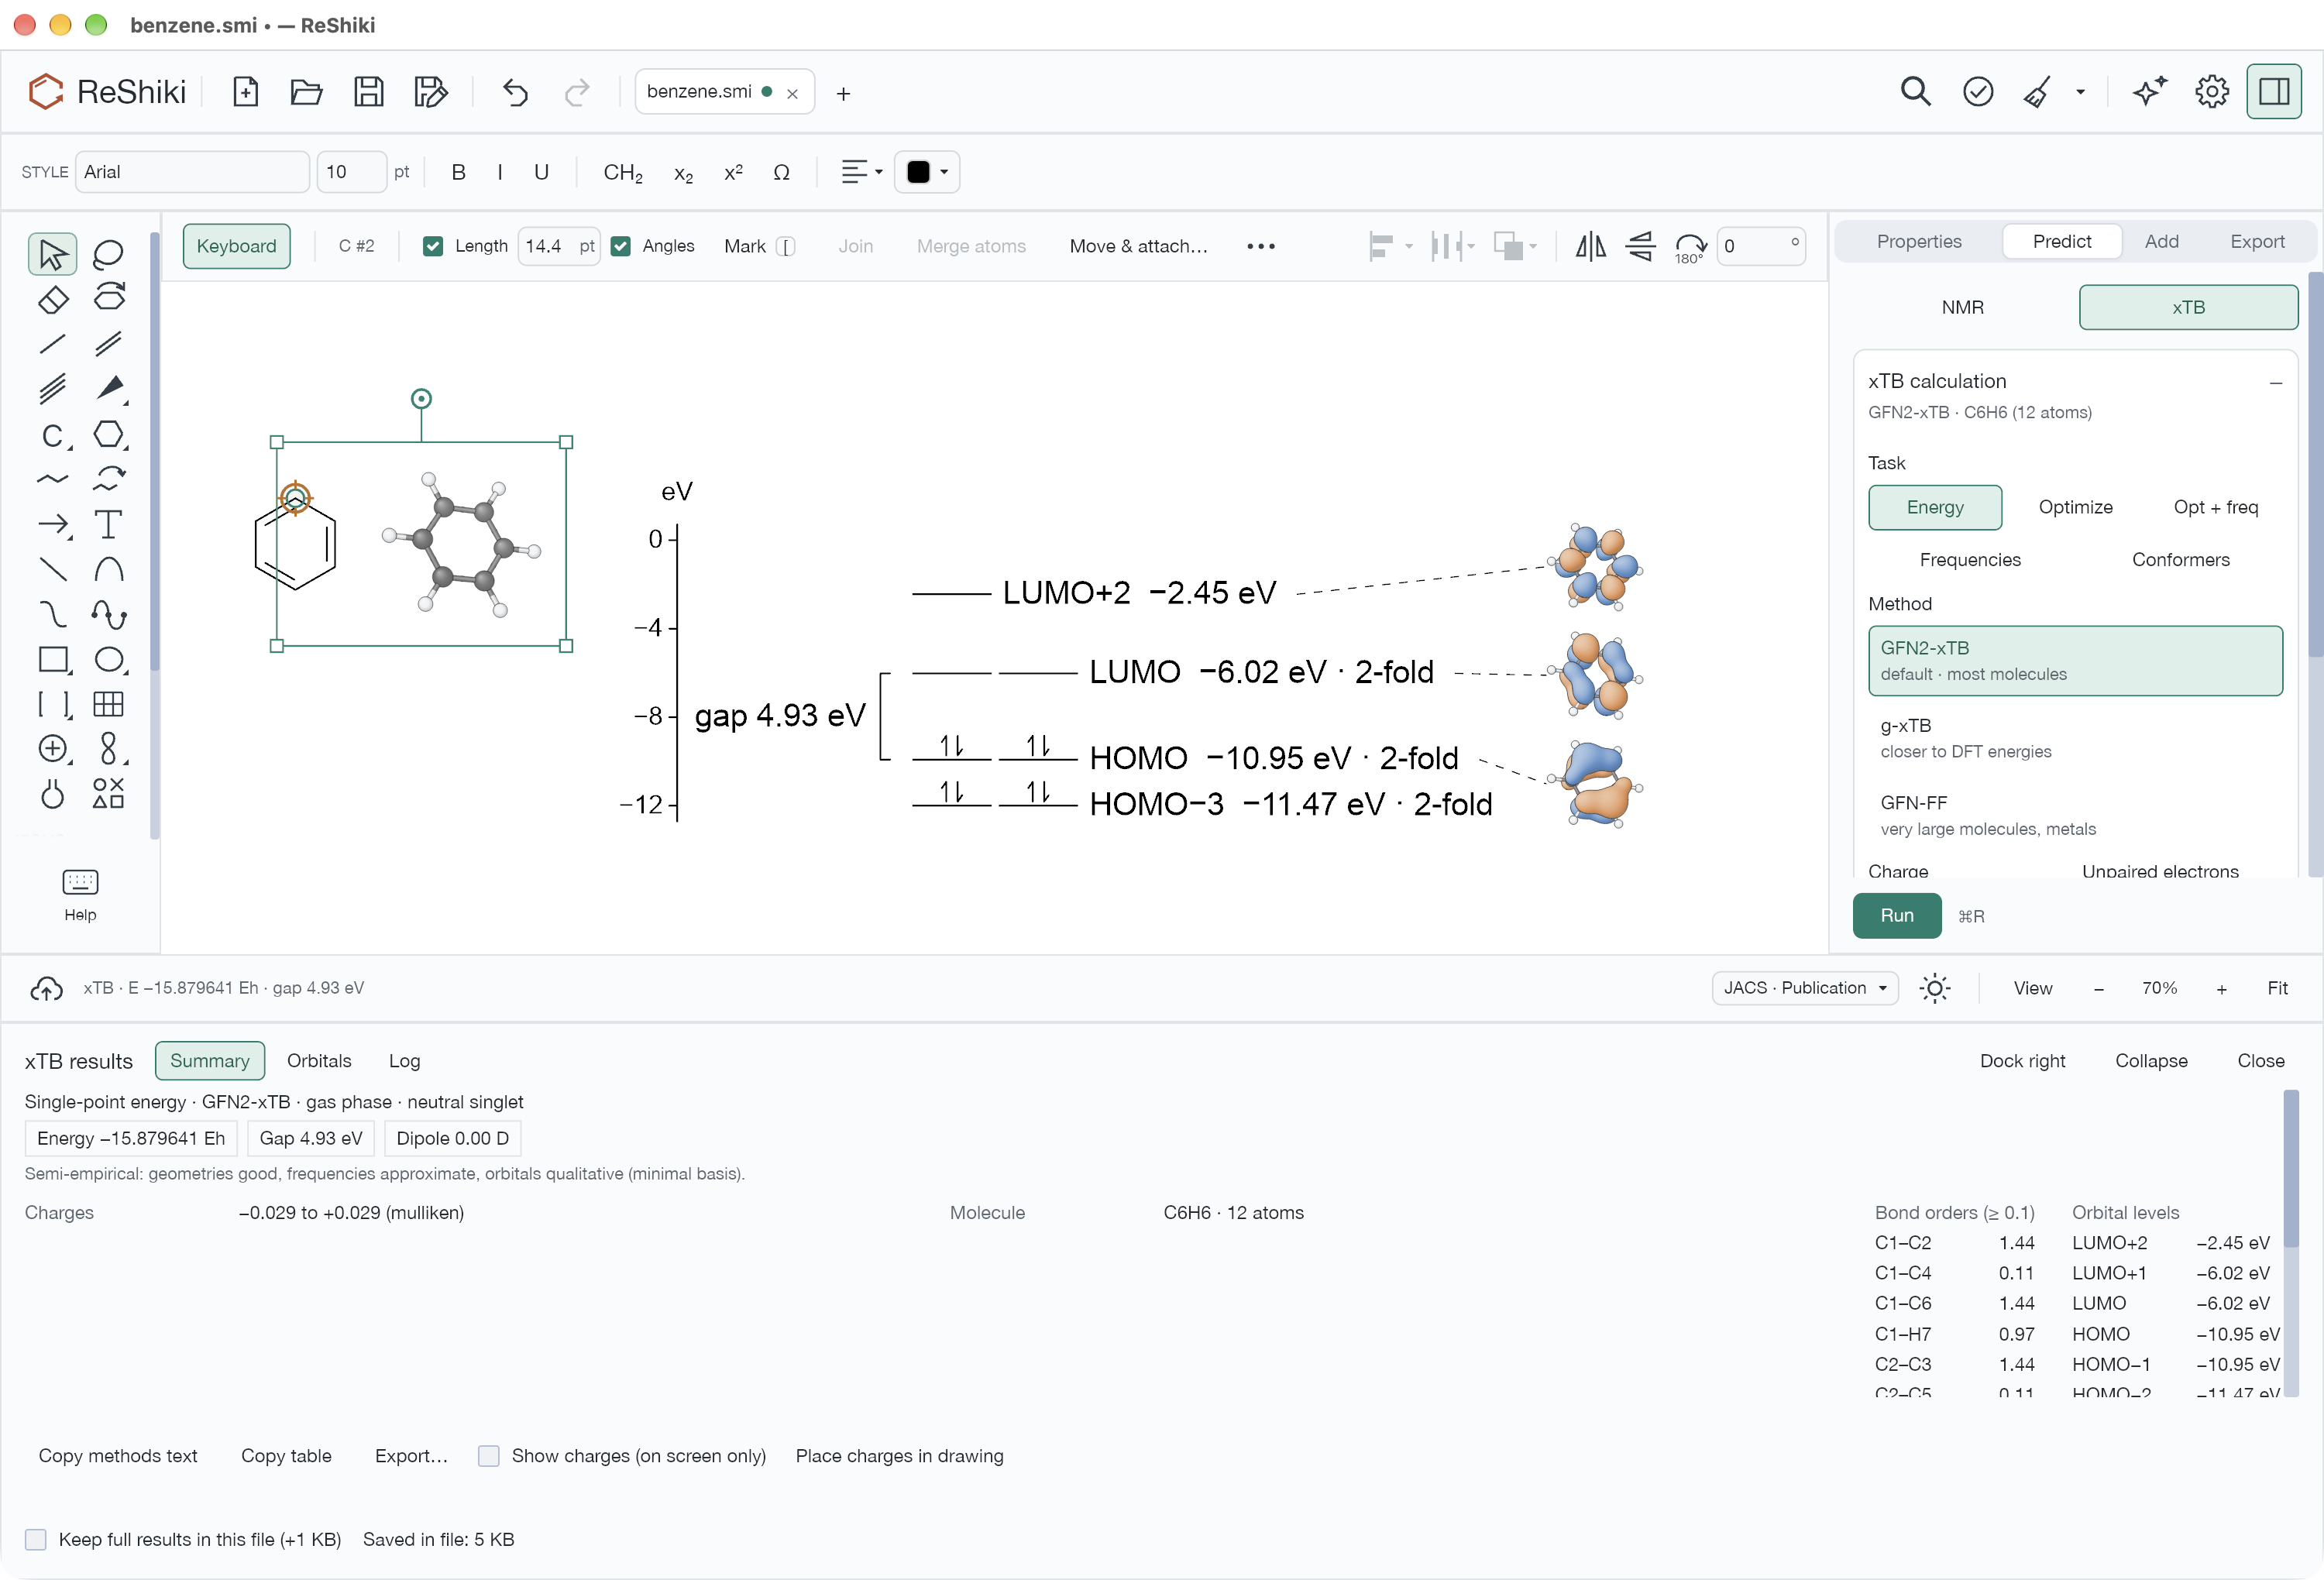 benzene.smi • — ReShiki
ReShiki
benzene.smi
STYLE Arial 10 pt B I U CH₂ x₂ x² Ω
Keyboard C #2 Length 14.4 pt Angles Mark [ Join Merge atoms Move & attach... 180° 0 °
Properties Predict Add Export
NMR xTB
xTB calculation
GFN2-xTB · C6H6 (12 atoms)
Task
Energy Optimize Opt + freq
Frequencies Conformers
Method
GFN2-xTB
default · most molecules
g-xTB
closer to DFT energies
GFN-FF
very large molecules, metals
Charge Unpaired electrons
Run ⌘R
C
T
Help
eV
0
−4
−8
−12
LUMO+2 −2.45 eV
LUMO −6.02 eV · 2-fold
gap 4.93 eV
HOMO −10.95 eV · 2-fold
HOMO−3 −11.47 eV · 2-fold
xTB · E −15.879641 Eh · gap 4.93 eV
JACS · Publication View − 70% + Fit
xTB results Summary Orbitals Log Dock right Collapse Close
Single-point energy · GFN2-xTB · gas phase · neutral singlet
Energy −15.879641 Eh Gap 4.93 eV Dipole 0.00 D
Semi-empirical: geometries good, frequencies approximate, orbitals qualitative (minimal basis).
Charges −0.029 to +0.029 (mulliken) Molecule C6H6 · 12 atoms Bond orders (≥ 0.1) Orbital levels
C1–C2 1.44 LUMO+2 −2.45 eV
C1–C4 0.11 LUMO+1 −6.02 eV
C1–C6 1.44 LUMO −6.02 eV
C1–H7 0.97 HOMO −10.95 eV
C2–C3 1.44 HOMO−1 −10.95 eV
C2–C5 0.11 HOMO−2 −11.47 eV
Copy methods text Copy table Export... Show charges (on screen only) Place charges in drawing
Keep full results in this file (+1 KB) Saved in file: 5 KB